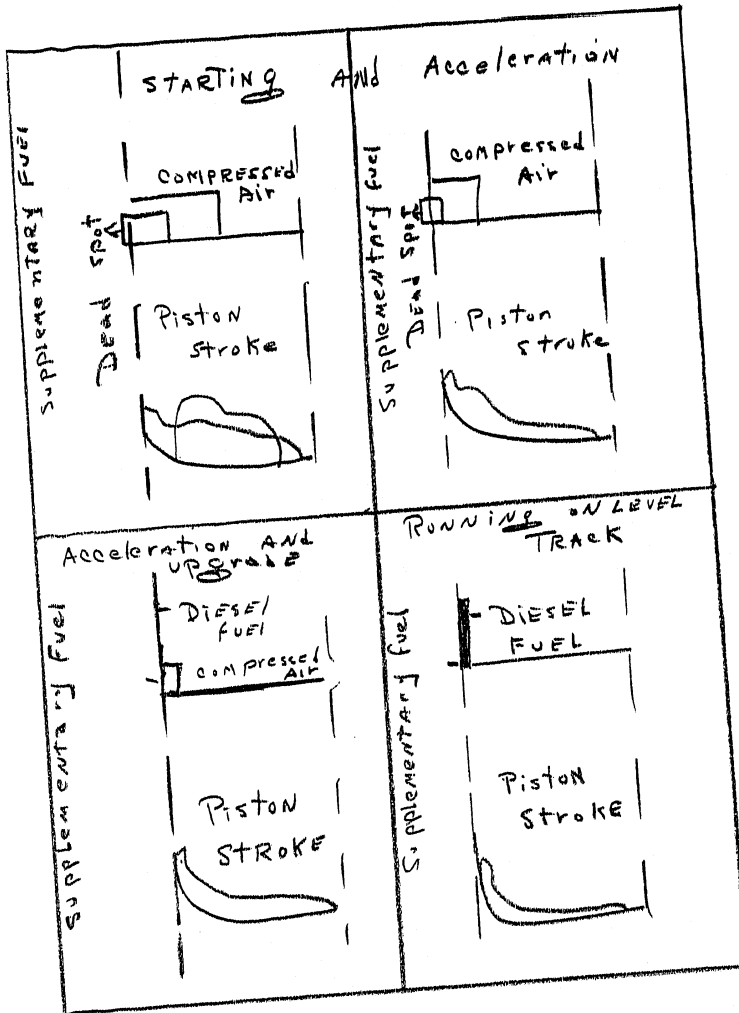 STARTING AND Acceleration
Supplementary Fuel
COMPRESSED
Air
Dead Spot
Piston
Stroke
Supplementary fuel
compressed
Air
Dead Spot
Piston
stroke
Acceleration AND
upgrade
Supplementary Fuel
DIESEl
fuEl
compressed
Air
Piston
STROKE
RUNNING ON LEVEL
TRACK
Supplementary fuel
DIESEL
FUEL
Piston
Stroke